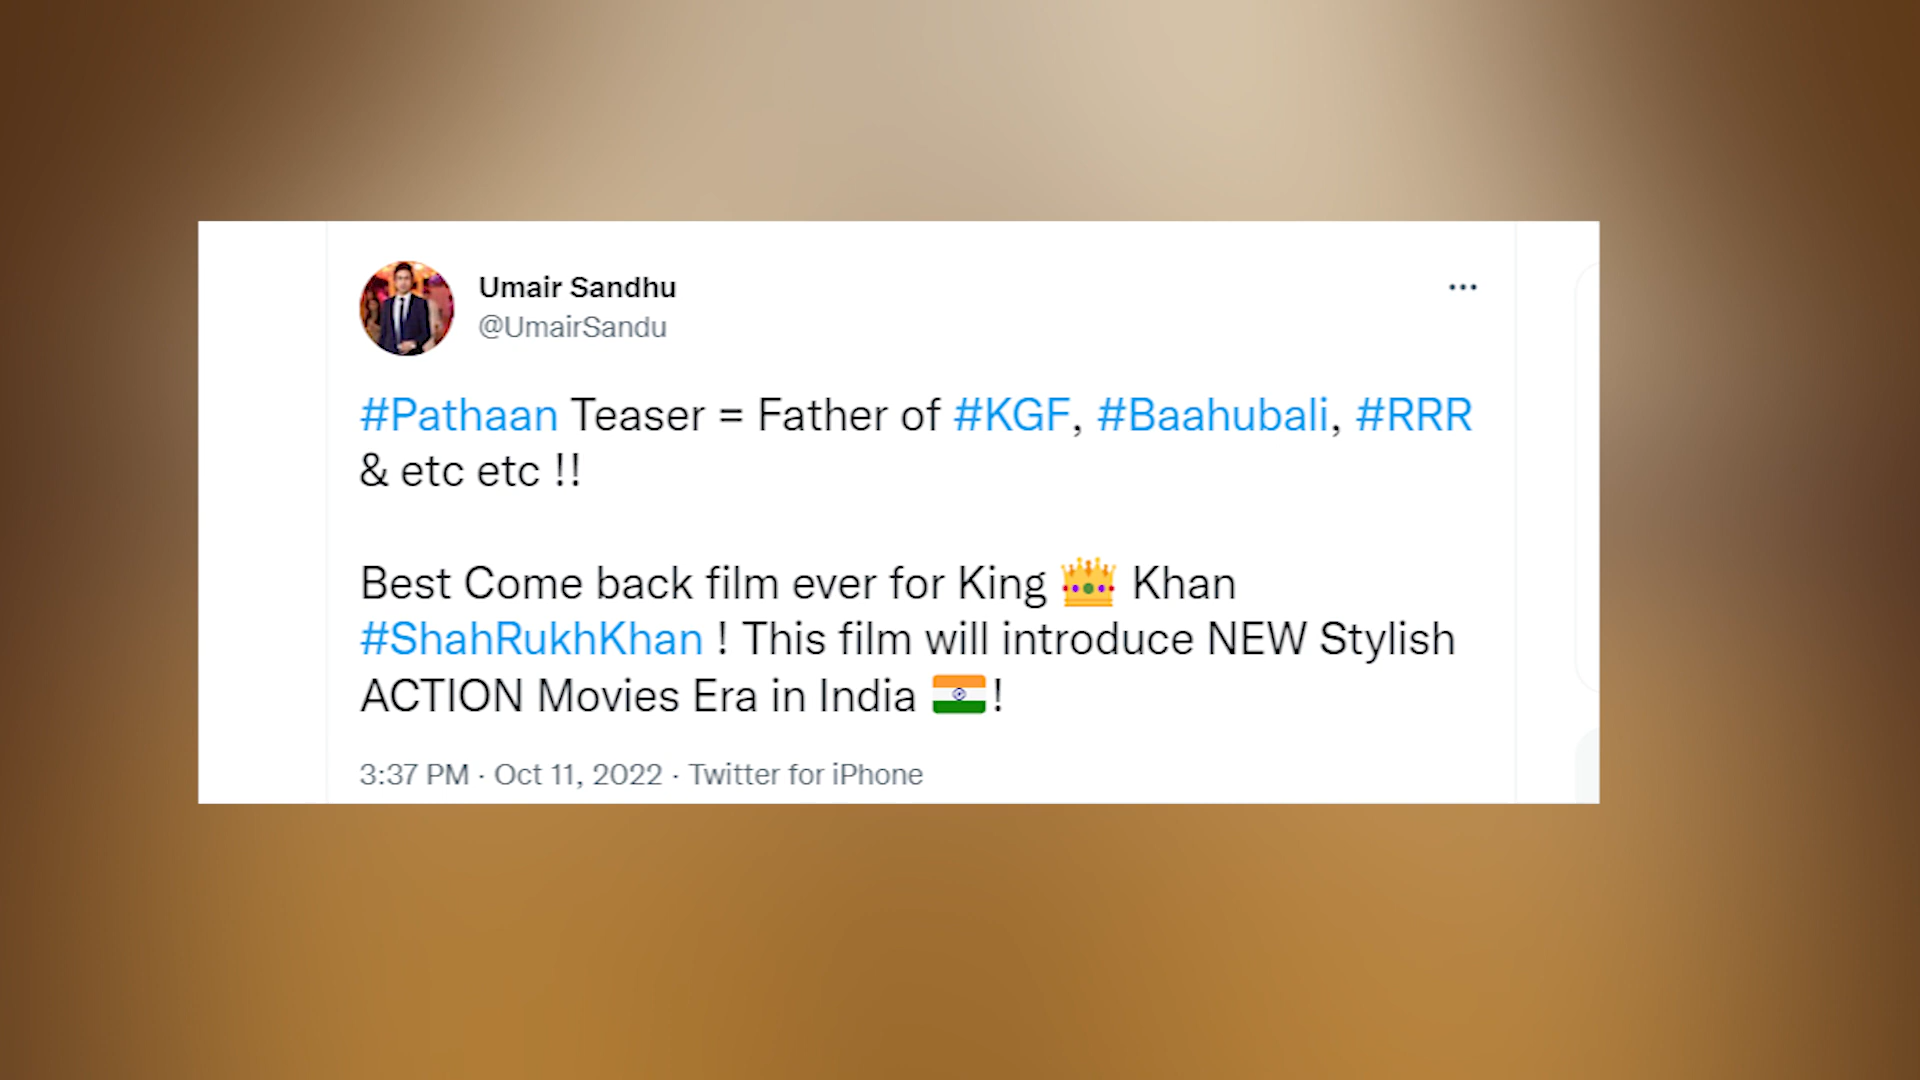 Umair Sandhu
@UmairSandu
#Pathaan Teaser = Father of #KGF, #Baahubali, #RRR
& etc etc !!
Best Come back film ever for King 👑 Khan
#ShahRukhKhan ! This film will introduce NEW Stylish
ACTION Movies Era in India 🇮🇳!
3:37 PM · Oct 11, 2022 · Twitter for iPhone